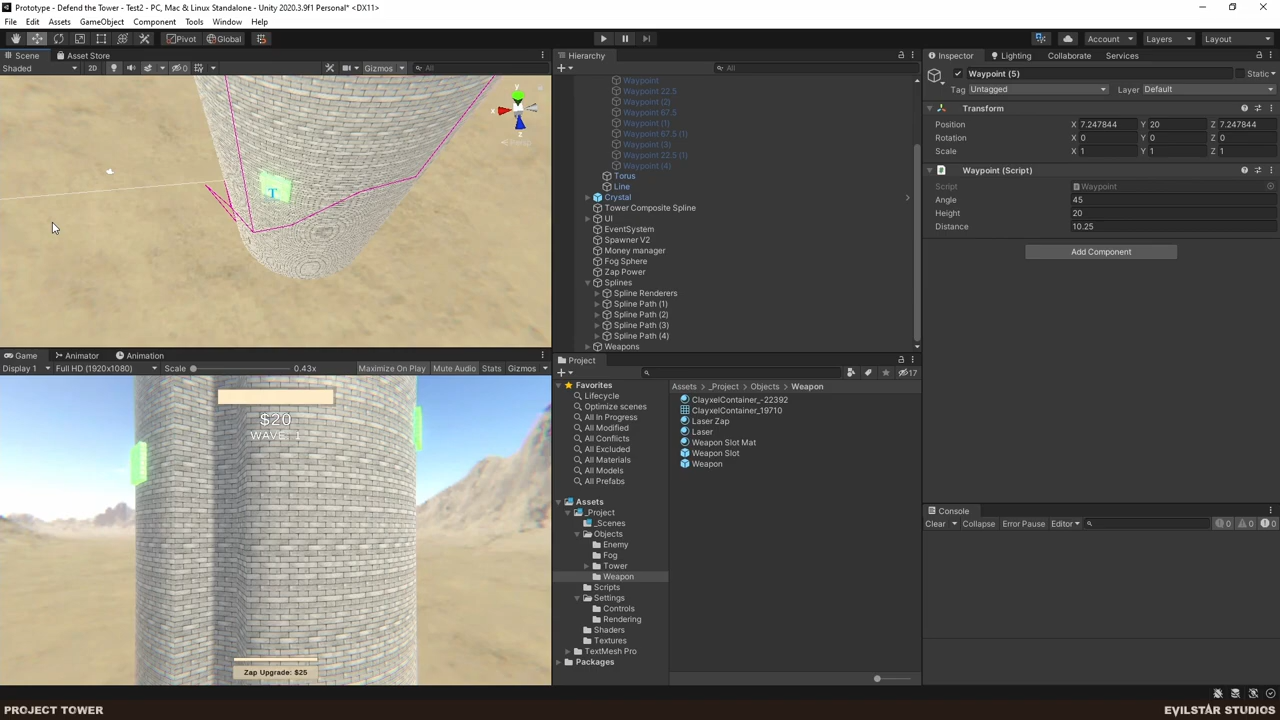 Prototype - Defend the Tower - Test2 - PC, Mac & Linux Standalone - Unity 2020.3.9f1 Personal* <DX11>
File Edit Assets GameObject Component Tools Window Help
Pivot Global Account Layers Layout
Scene Asset Store
Shaded 2D 0 Gizmos All
y
x
z
Persp
T
Game Animator Animation
Display 1 Full HD (1920x1080) Scale 0.43x Maximize On Play Mute Audio Stats Gizmos
$20
WAVE: 1
Zap Upgrade: $25
Hierarchy
All
Waypoint
Waypoint 22.5
Waypoint (2)
Waypoint 67.5
Waypoint (1)
Waypoint 67.5 (1)
Waypoint (3)
Waypoint 22.5 (1)
Waypoint (4)
Torus
Line
Crystal
Tower Composite Spline
UI
EventSystem
Spawner V2
Money manager
Fog Sphere
Zap Power
Splines
Spline Renderers
Spline Path (1)
Spline Path (2)
Spline Path (3)
Spline Path (4)
Weapons
Project
17
Favorites
Lifecycle
Optimize scenes
All In Progress
All Modified
All Conflicts
All Excluded
All Materials
All Models
All Prefabs
Assets
_Project
_Scenes
Objects
Enemy
Fog
Tower
Weapon
Scripts
Settings
Controls
Rendering
Shaders
Textures
TextMesh Pro
Packages
Assets > _Project > Objects > Weapon
ClayxelContainer_-22392
ClayxelContainer_19710
Laser Zap
Laser
Weapon Slot Mat
Weapon Slot
Weapon
Inspector Lighting Collaborate Services
Waypoint (5) Static
Tag Untagged Layer Default
Transform
Position X 7.247844 Y 20 Z 7.247844
Rotation X 0 Y 0 Z 0
Scale X 1 Y 1 Z 1
Waypoint (Script)
Script Waypoint
Angle 45
Height 20
Distance 10.25
Add Component
Console
Clear Collapse Error Pause Editor 0 0 0
PROJECT TOWER
EVILSTAR STUDIOS